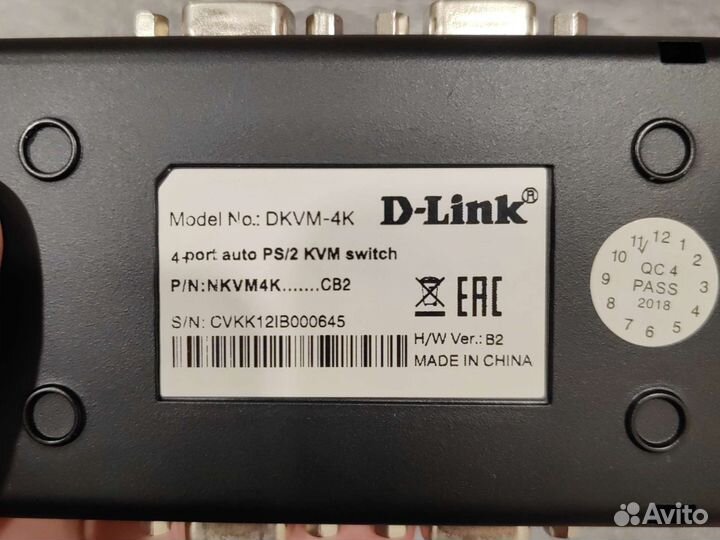 Model No.: DKVM-4K D-Link®
4-port auto PS/2 KVM switch
P/N:NKVM4K.......CB2
EAC
S/N: CVKK12IB000645
H/W Ver.: B2
MADE IN CHINA
11 12 1
10 2
9 QC 4 3
PASS
2018
8 7 6 5 4
Avito